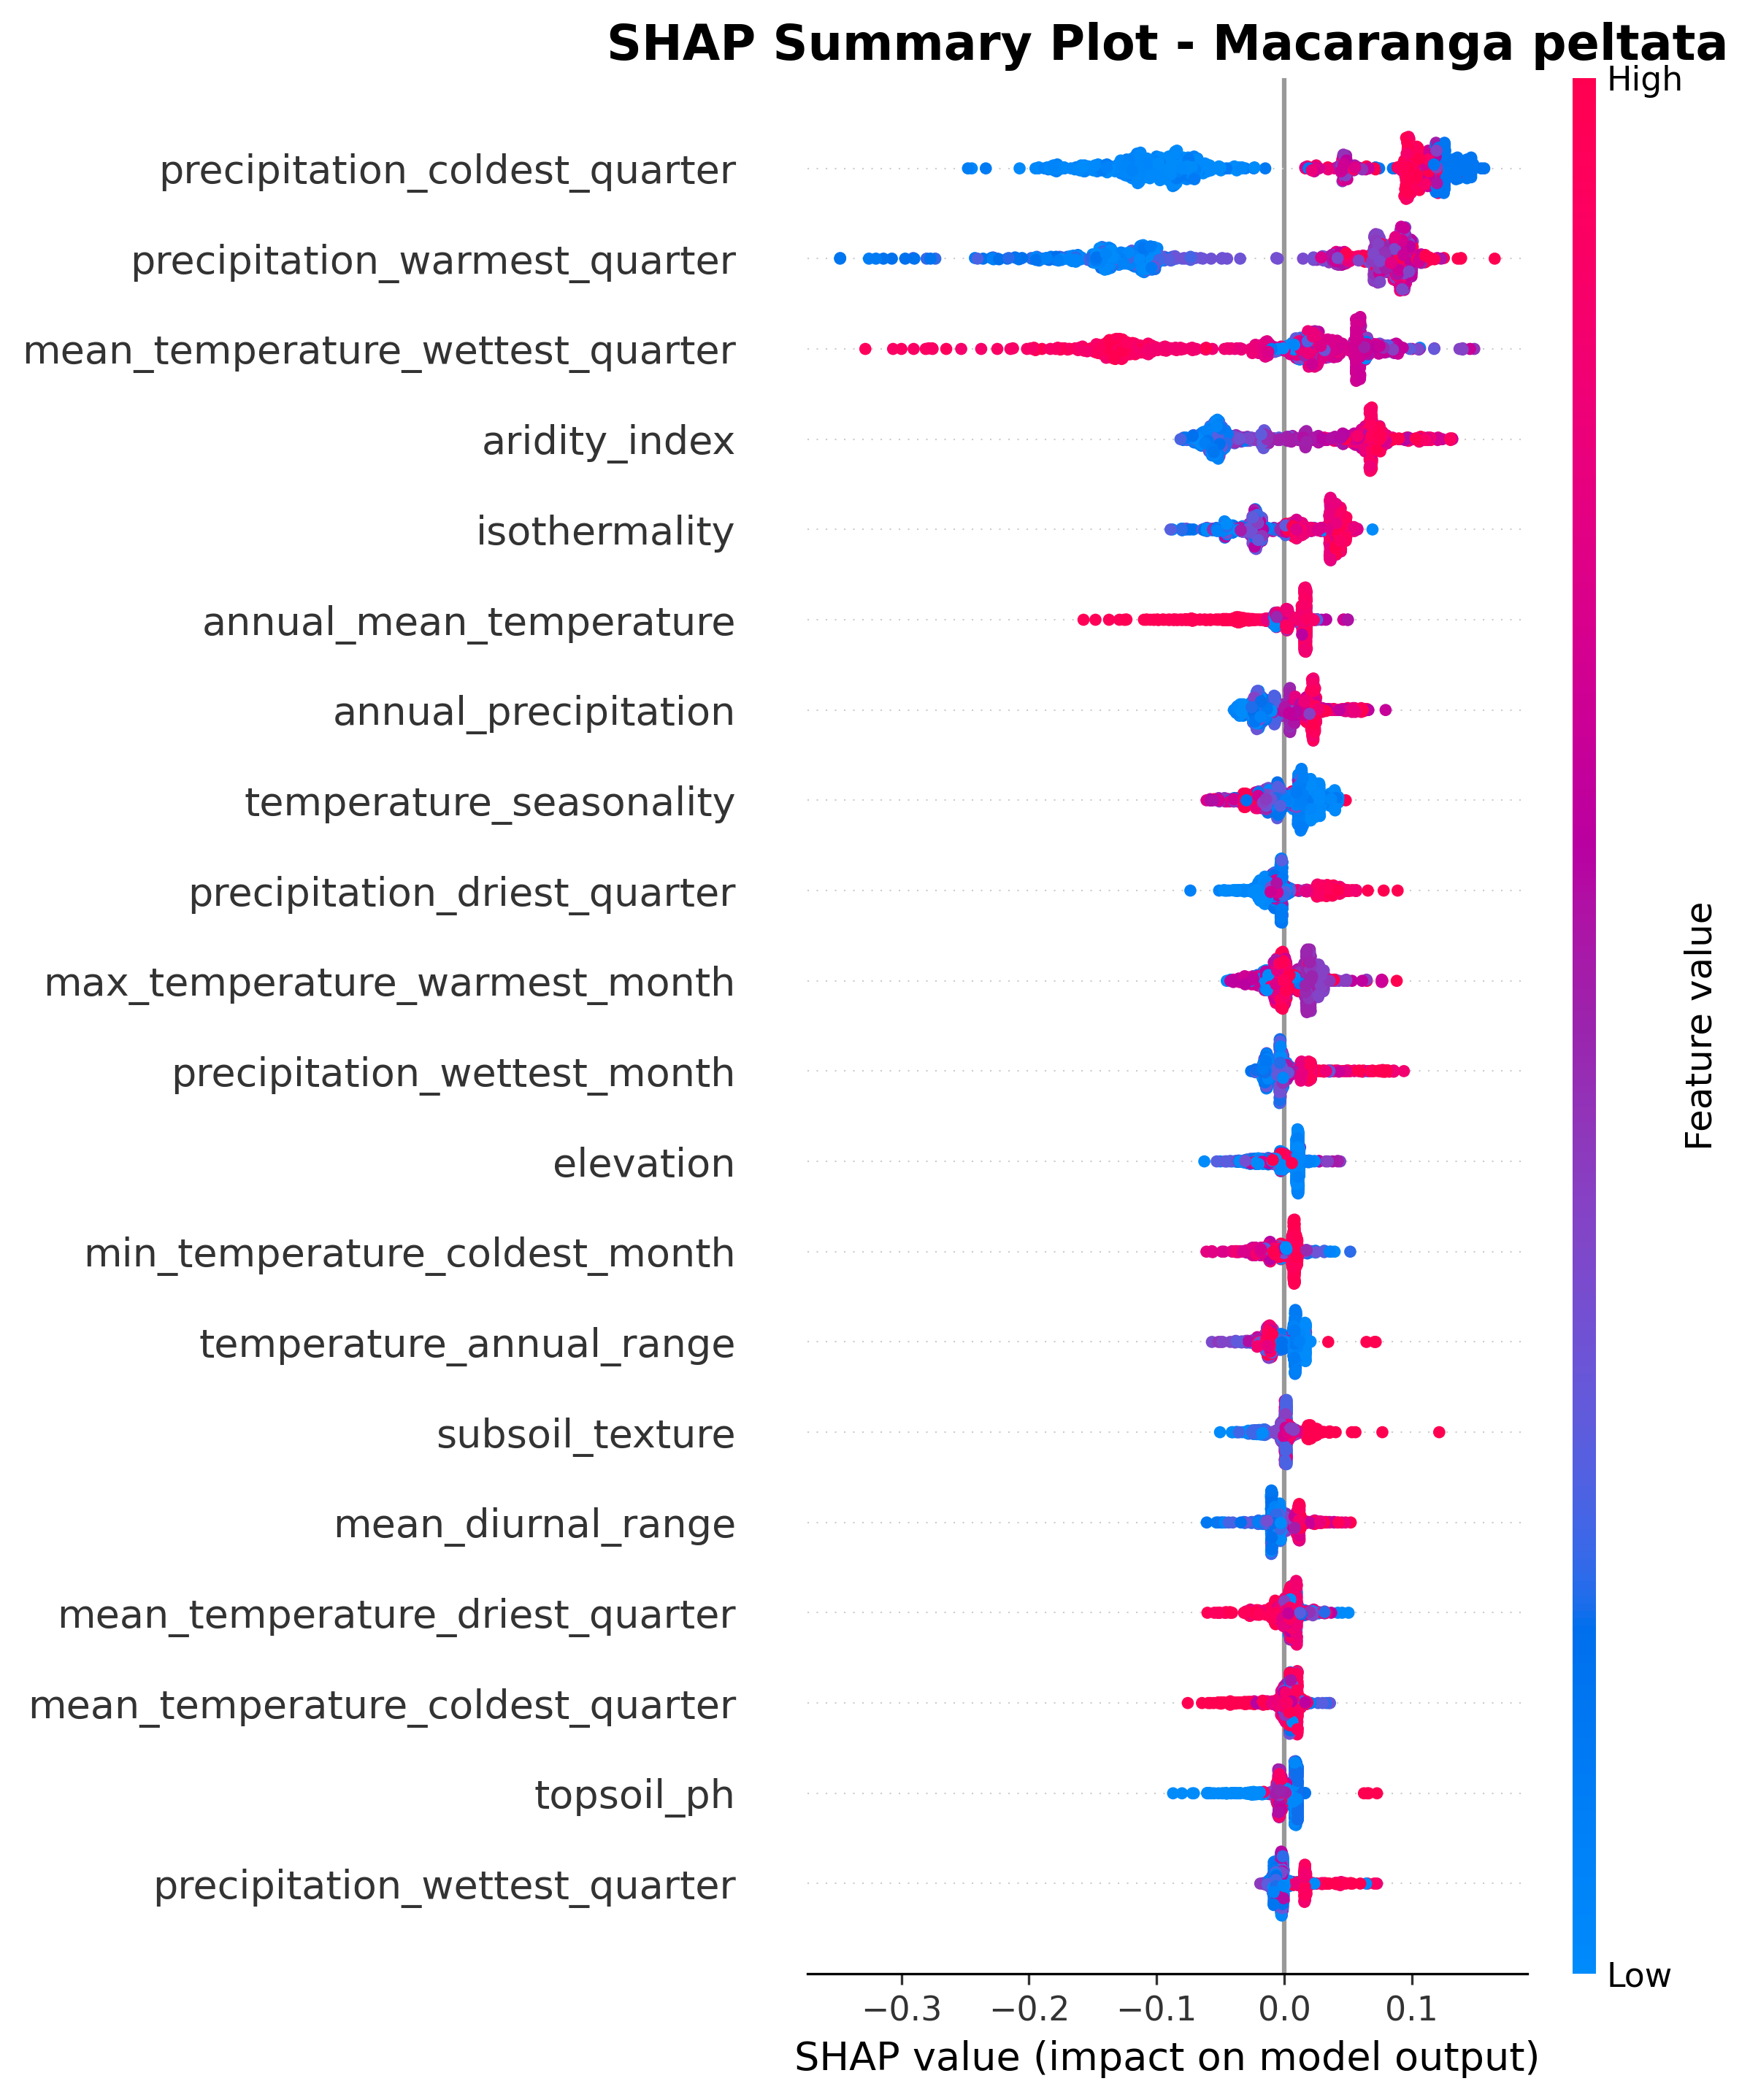 SHAP Summary Plot - Macaranga peltata
High
precipitation_coldest_quarter
precipitation_warmest_quarter
mean_temperature_wettest_quarter
aridity_index
isothermality
annual_mean_temperature
annual_precipitation
temperature_seasonality
precipitation_driest_quarter
max_temperature_warmest_month
precipitation_wettest_month
elevation
min_temperature_coldest_month
temperature_annual_range
subsoil_texture
mean_diurnal_range
mean_temperature_driest_quarter
mean_temperature_coldest_quarter
topsoil_ph
precipitation_wettest_quarter
Feature value
Low
−0.3 −0.2 −0.1 0.0 0.1
SHAP value (impact on model output)